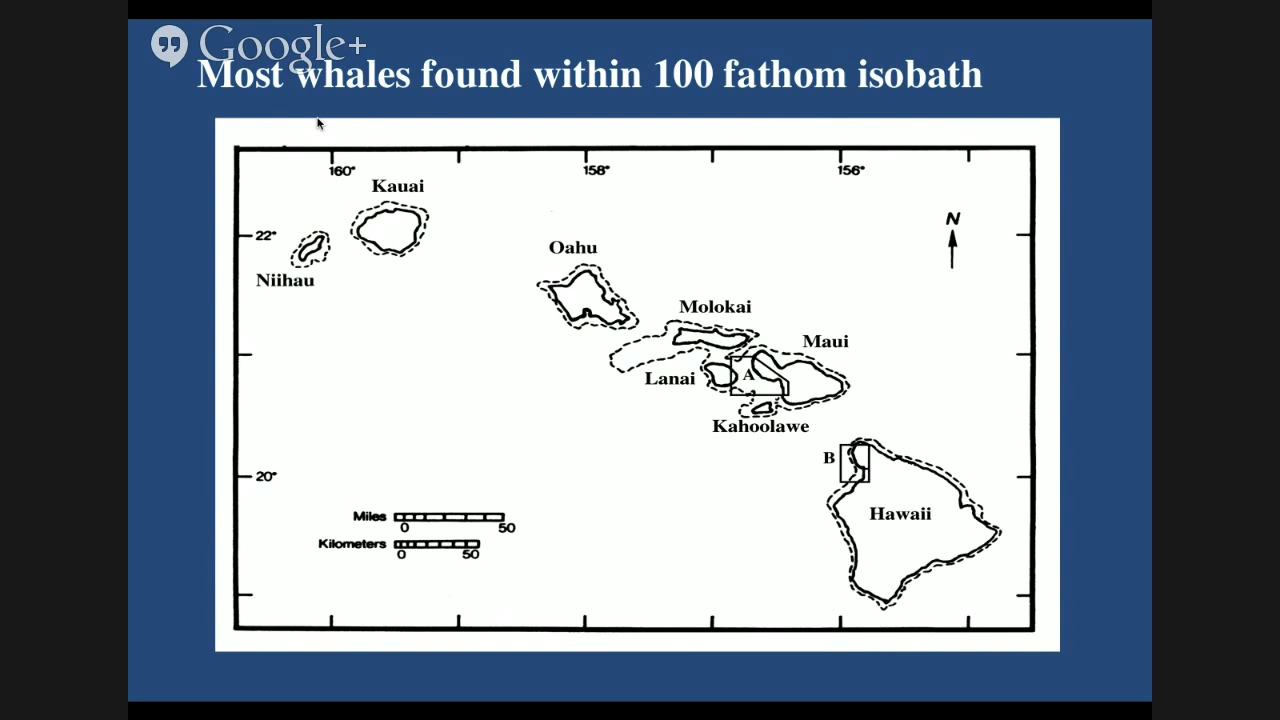 Google+
Most whales found within 100 fathom isobath
160°
158°
156°
Kauai
N
22°
Oahu
Niihau
Molokai
Maui
Lanai
A
Kahoolawe
B
20°
Hawaii
Miles
0
50
Kilometers
0
50